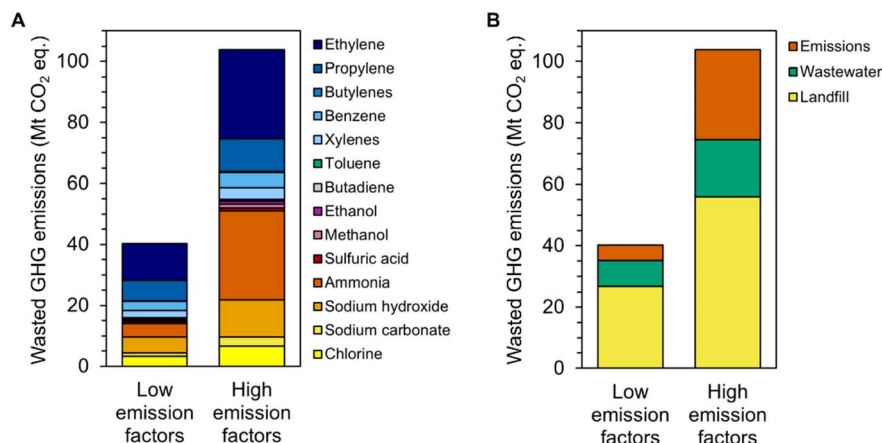 A
Wasted GHG emissions (Mt CO₂ eq.)
100
80
60
40
20
0
Low
emission
factors
High
emission
factors
Ethylene
Propylene
Butylenes
Benzene
Xylenes
Toluene
Butadiene
Ethanol
Methanol
Sulfuric acid
Ammonia
Sodium hydroxide
Sodium carbonate
Chlorine
B
Wasted GHG emissions (Mt CO₂ eq.)
100
80
60
40
20
0
Low
emission
factors
High
emission
factors
Emissions
Wastewater
Landfill